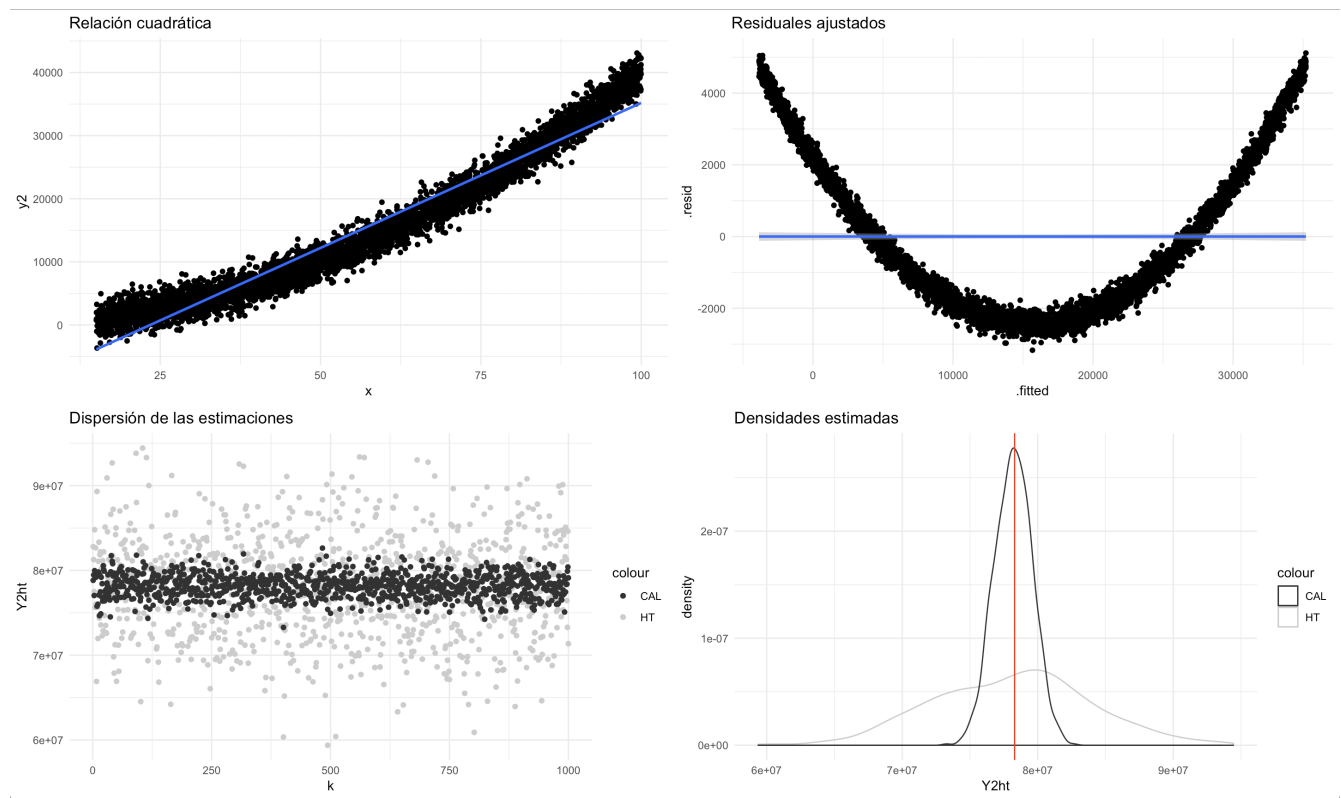 Relación cuadrática
y2
40000
30000
20000
10000
0
25
50
75
100
x
Residuales ajustados
.resid
4000
2000
0
-2000
0
10000
20000
30000
.fitted
Dispersión de las estimaciones
Y2ht
9e+07
8e+07
7e+07
6e+07
0
250
500
750
1000
k
colour
CAL
HT
Densidades estimadas
density
2e-07
1e-07
0e+00
6e+07
7e+07
8e+07
9e+07
Y2ht
colour
CAL
HT